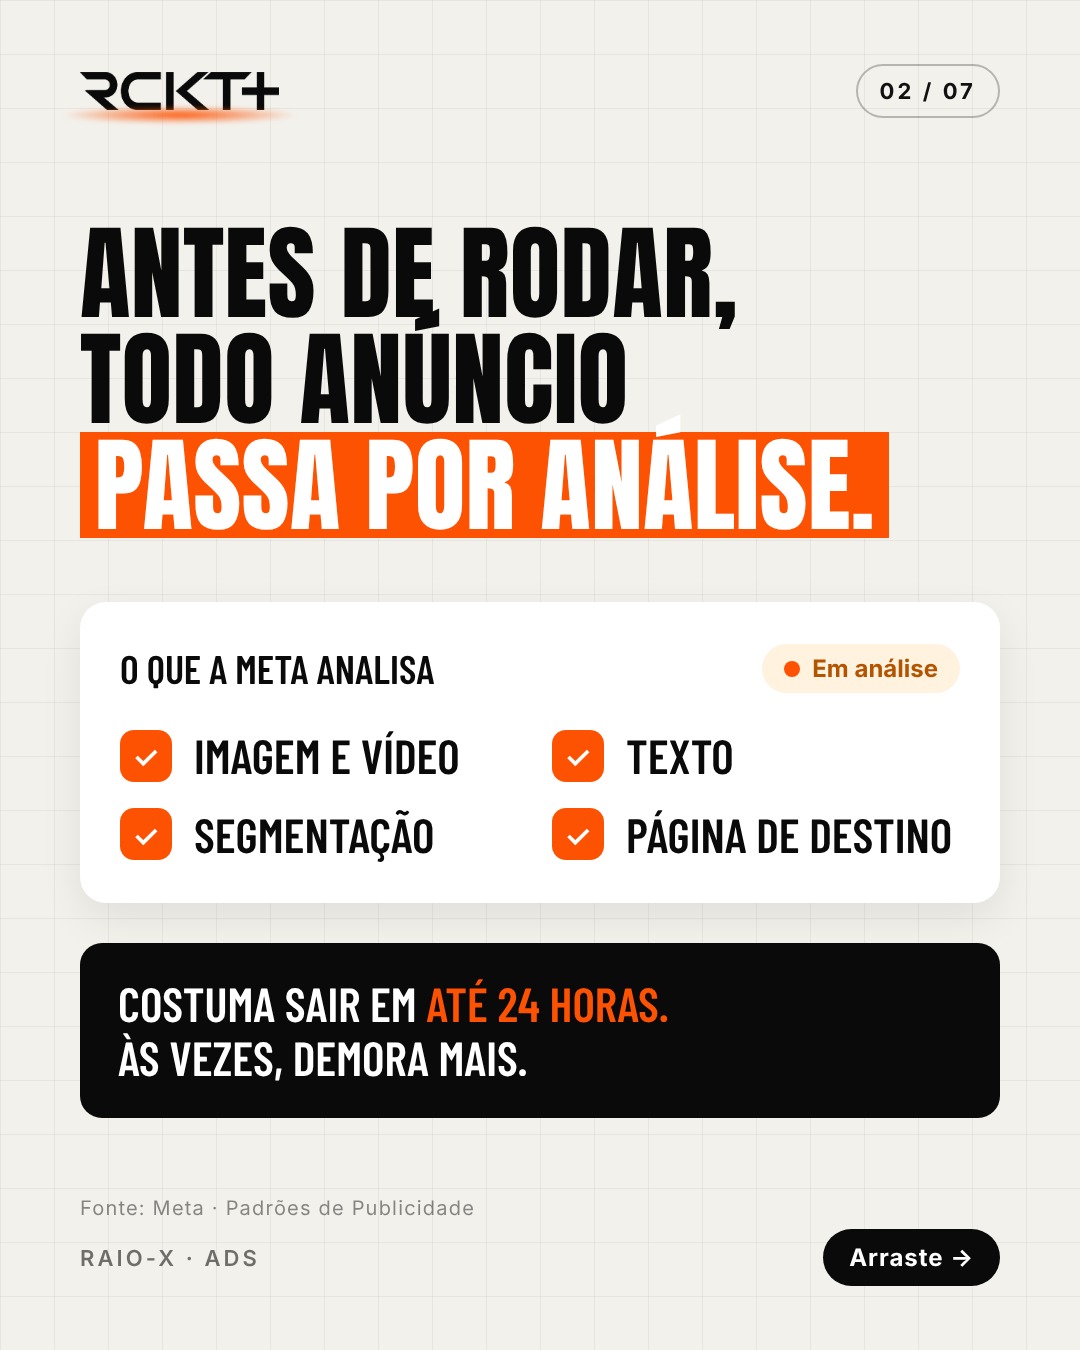 RCKT+
02 / 07
ANTES DE RODAR,
TODO ANÚNCIO
PASSA POR ANÁLISE.
O QUE A META ANALISA
Em análise
IMAGEM E VÍDEO
TEXTO
SEGMENTAÇÃO
PÁGINA DE DESTINO
COSTUMA SAIR EM ATÉ 24 HORAS.
ÀS VEZES, DEMORA MAIS.
Fonte: Meta · Padrões de Publicidade
RAIO-X · ADS
Arraste →